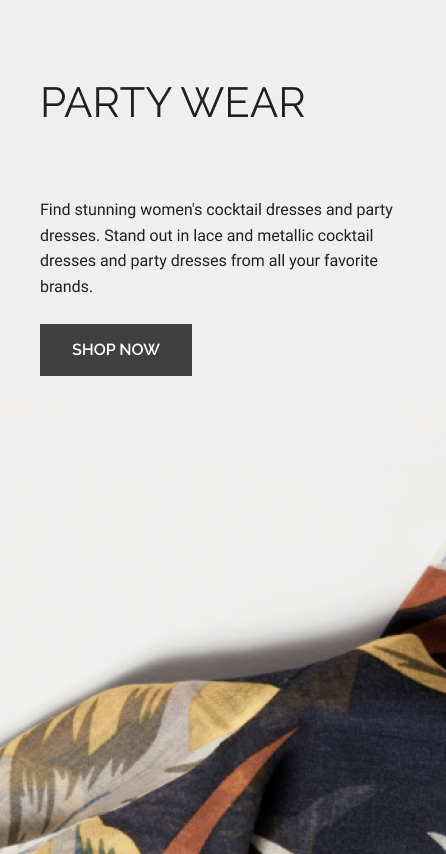 PARTY WEAR
Find stunning women's cocktail dresses and party
dresses. Stand out in lace and metallic cocktail
dresses and party dresses from all your favorite
brands.
SHOP NOW